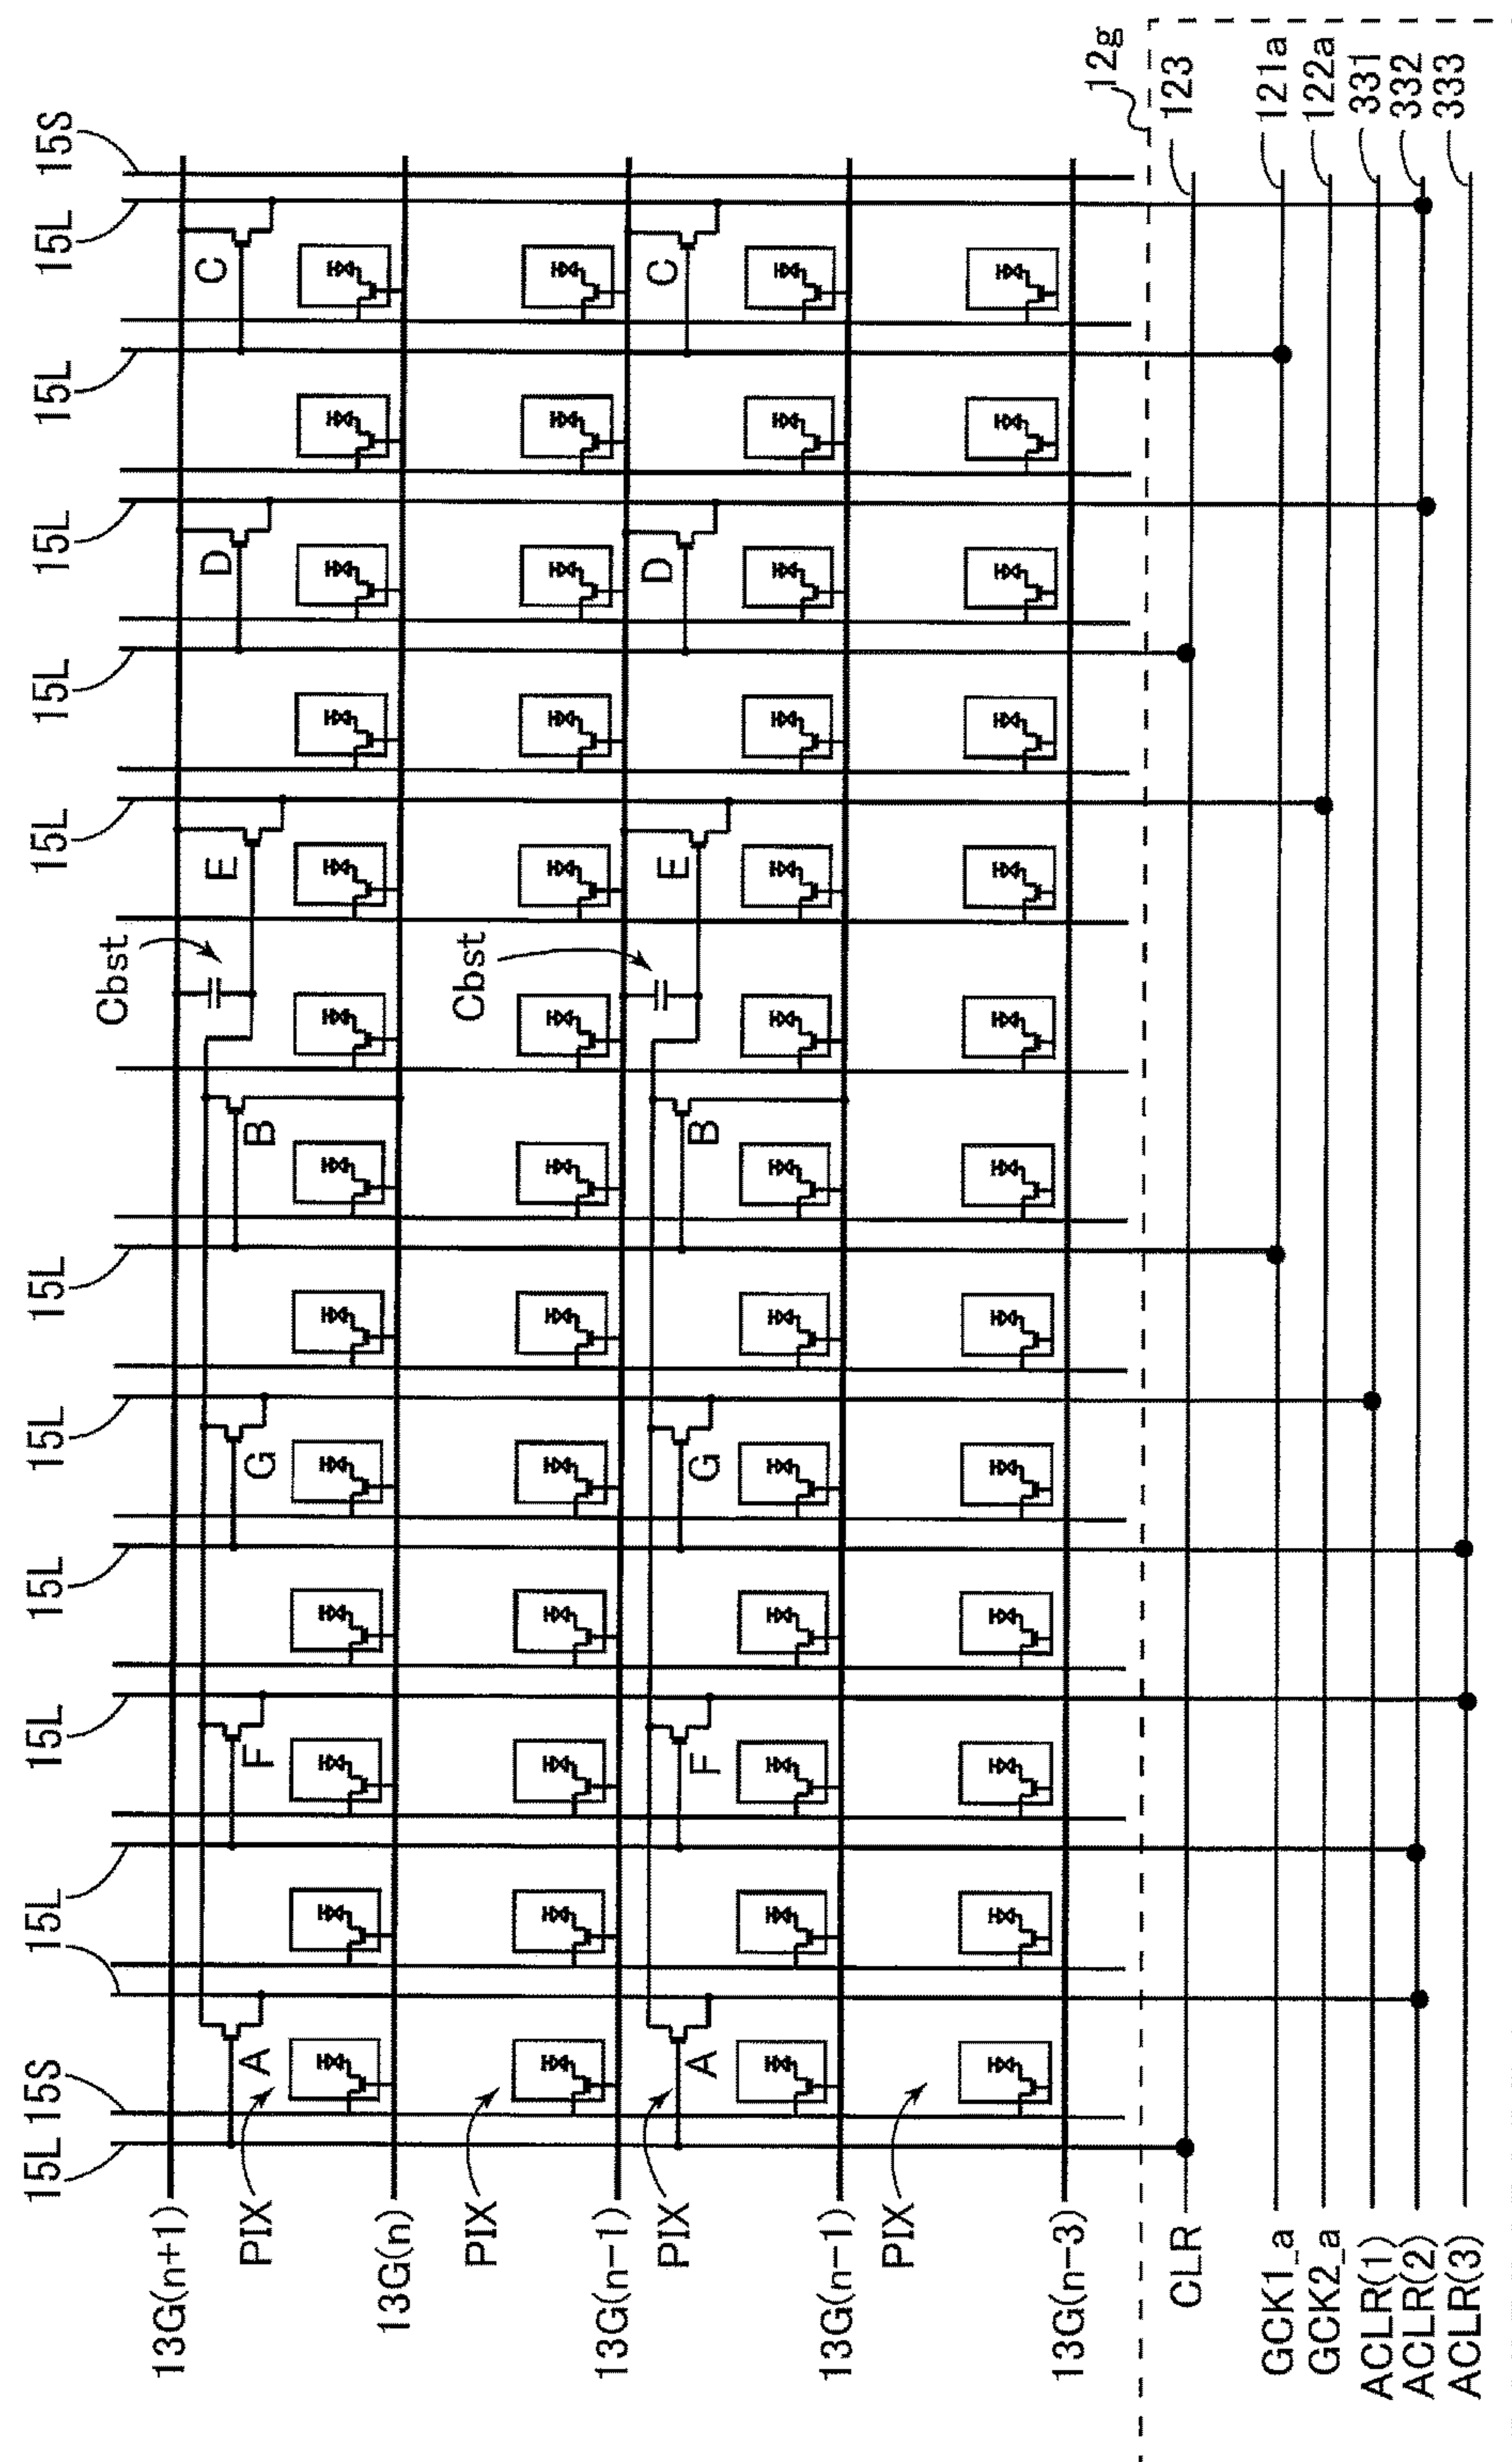 15L
15S
15L
15L
15L
15L
15L
15L
15L
15L
15L
15L
15L
15S
13G(n+1)
A
F
G
B
Cbst
E
D
C
PIX
13G(n)
PIX
13G(n-1)
A
F
G
B
Cbst
E
D
C
PIX
13G(n-1)
PIX
13G(n-3)
12g
CLR
123
GCK1_a
121a
GCK2_a
122a
ACLR(1)
331
ACLR(2)
332
ACLR(3)
333